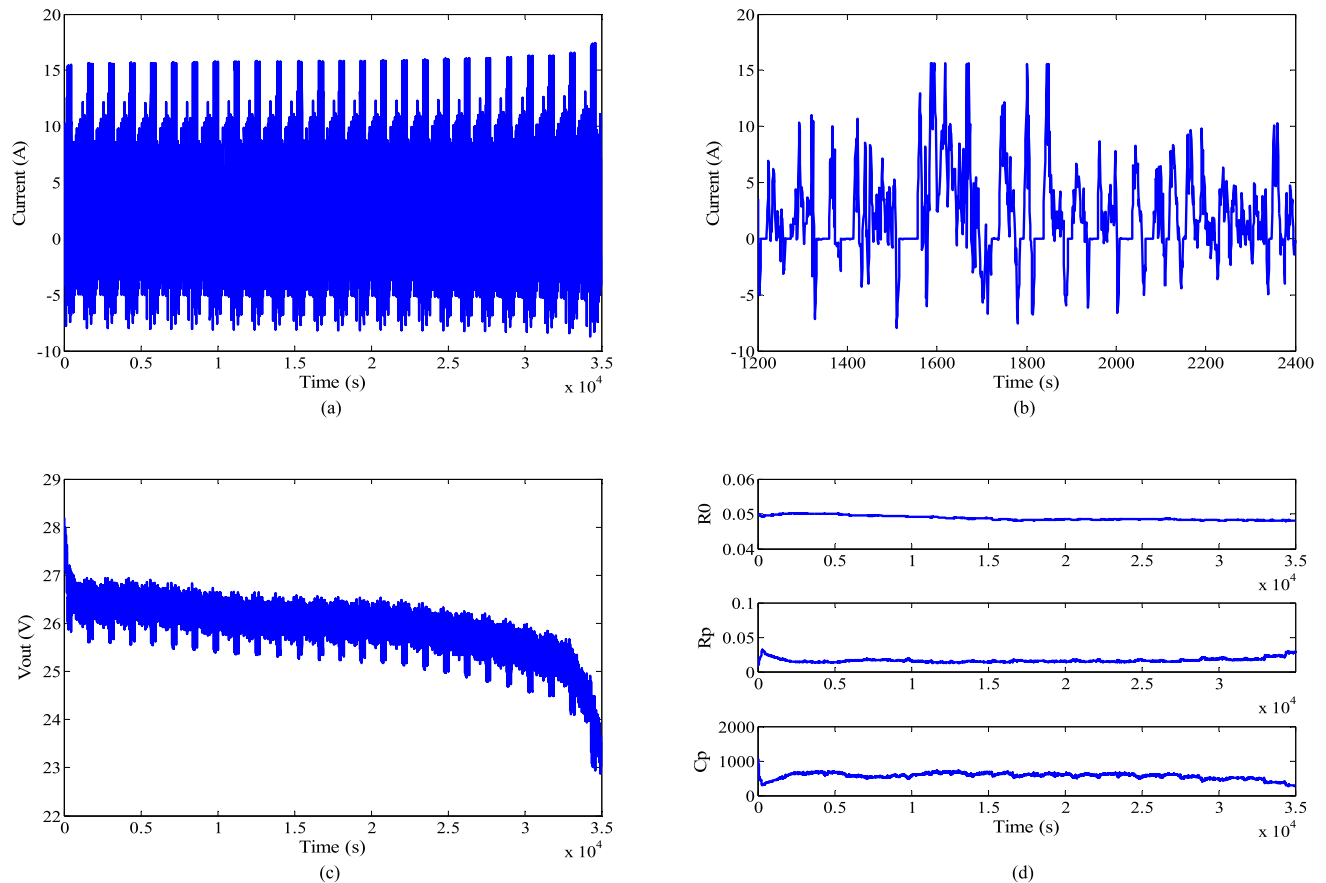 20
15
10
5
0
-5
-10
Current (A)
0 0.5 1 1.5 2 2.5 3 3.5
Time (s)
x 10^4
(a)
20
15
10
5
0
-5
-10
Current (A)
1200 1400 1600 1800 2000 2200 2400
Time (s)
(b)
29
28
27
26
25
24
23
22
Vout (V)
0 0.5 1 1.5 2 2.5 3 3.5
Time (s)
x 10^4
(c)
0.06
0.05
0.04
R0
0 0.5 1 1.5 2 2.5 3 3.5
x 10^4
0.1
0.05
0
Rp
0 0.5 1 1.5 2 2.5 3 3.5
x 10^4
2000
1000
0
Cp
0 0.5 1 1.5 2 2.5 3 3.5
Time (s)
x 10^4
(d)